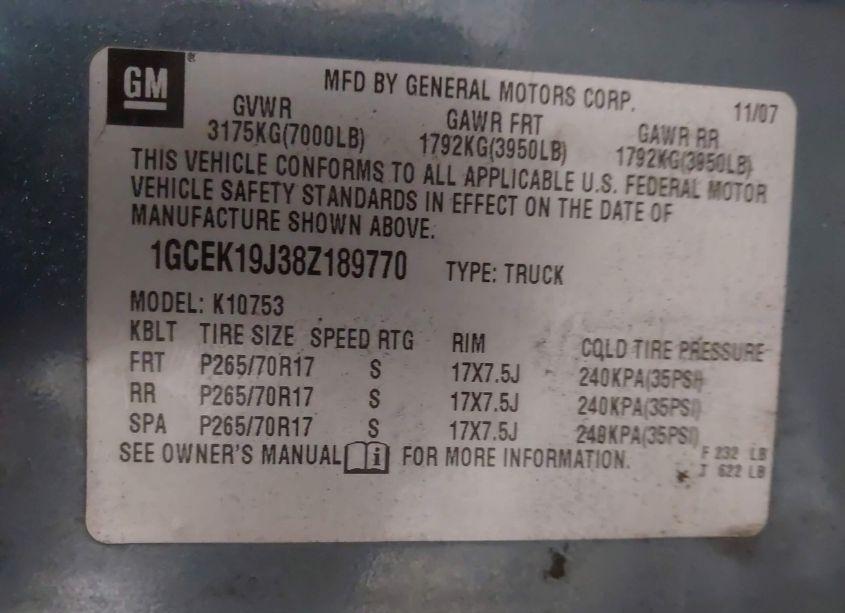 GM ®
MFD BY GENERAL MOTORS CORP.
11/07
GVWR GAWR FRT GAWR RR
3175KG(7000LB) 1792KG(3950LB) 1792KG(3950LB)
THIS VEHICLE CONFORMS TO ALL APPLICABLE U.S. FEDERAL MOTOR
VEHICLE SAFETY STANDARDS IN EFFECT ON THE DATE OF
MANUFACTURE SHOWN ABOVE.
1GCEK19J38Z189770 TYPE: TRUCK
MODEL: K10753
KBLT TIRE SIZE SPEED RTG RIM COLD TIRE PRESSURE
FRT P265/70R17 S 17X7.5J 240KPA(35PSI)
RR P265/70R17 S 17X7.5J 240KPA(35PSI)
SPA P265/70R17 S 17X7.5J 240KPA(35PSI)
SEE OWNER'S MANUAL i FOR MORE INFORMATION.
F 232 LB
I 622 LB